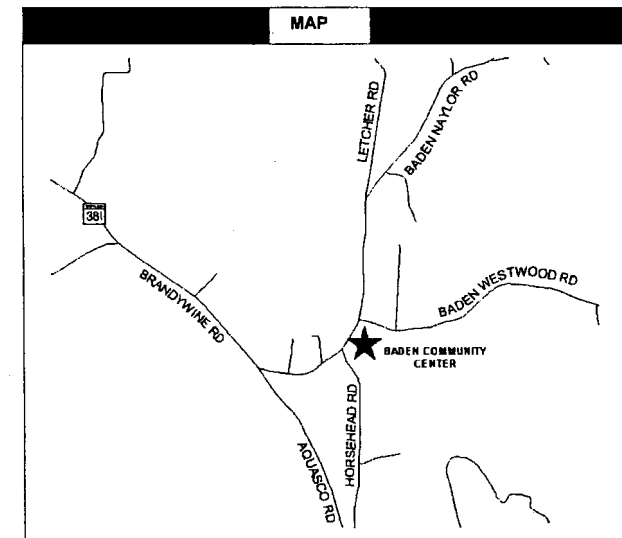 MAP
LETCHER RD
BADEN NAYLOR RD
381
BRANDYWINE RD
BADEN WESTWOOD RD
BADEN COMMUNITY
CENTER
HORSEHEAD RD
AQUASCO RD